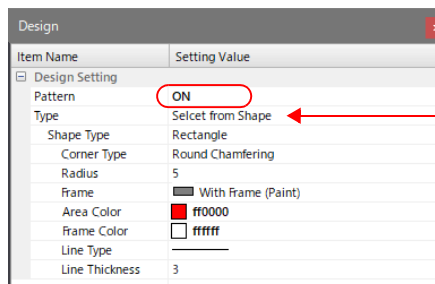 Design
Item Name Setting Value
Design Setting
Pattern ON
Type Selcet from Shape
Shape Type Rectangle
Corner Type Round Chamfering
Radius 5
Frame With Frame (Paint)
Area Color ff0000
Frame Color ffffff
Line Type
Line Thickness 3